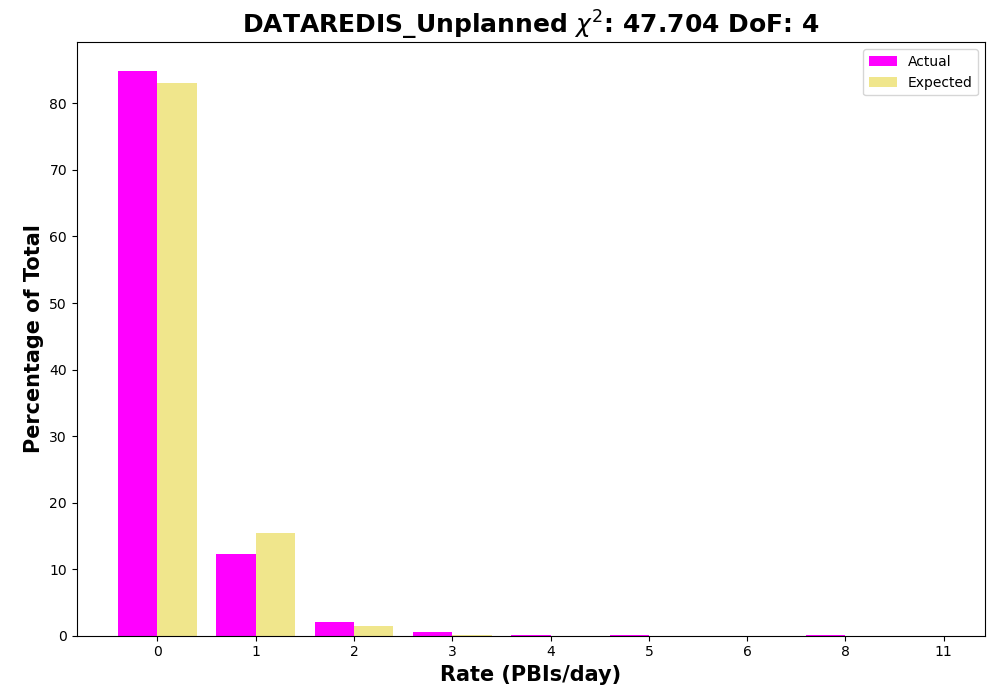 DATAREDIS_Unplanned χ²: 47.704 DoF: 4
Actual
Expected
Percentage of Total
80
70
60
50
40
30
20
10
0
0 1 2 3 4 5 6 8 11
Rate (PBIs/day)